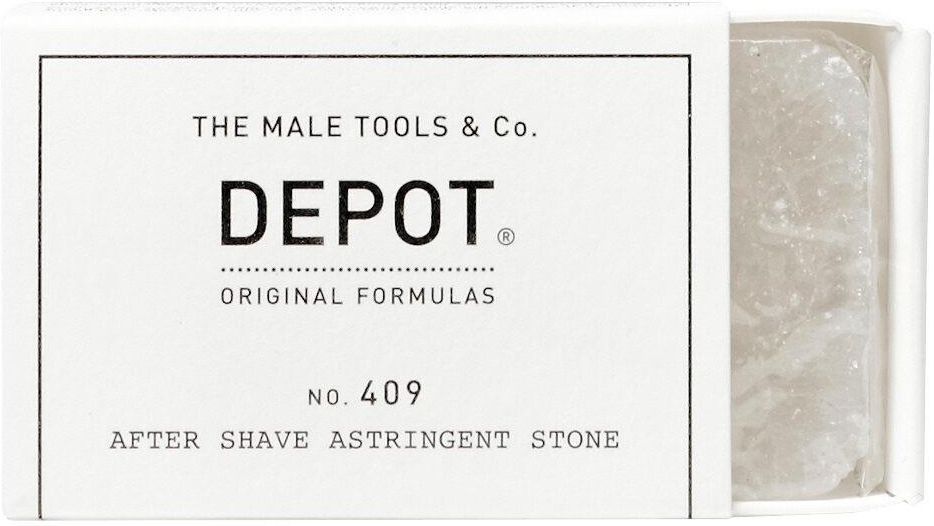 THE MALE TOOLS & Co.
DEPOT®
ORIGINAL FORMULAS
NO. 409
AFTER SHAVE ASTRINGENT STONE